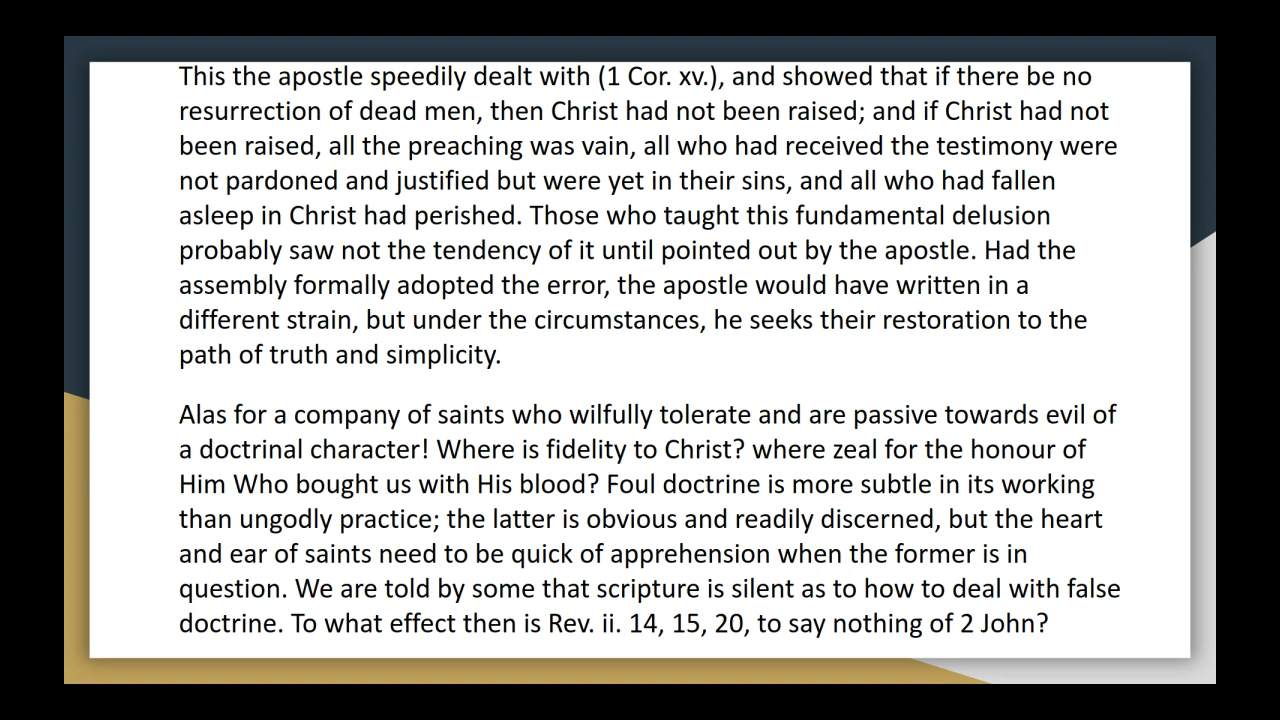 This the apostle speedily dealt with (1 Cor. xv.), and showed that if there be no
resurrection of dead men, then Christ had not been raised; and if Christ had not
been raised, all the preaching was vain, all who had received the testimony were
not pardoned and justified but were yet in their sins, and all who had fallen
asleep in Christ had perished. Those who taught this fundamental delusion
probably saw not the tendency of it until pointed out by the apostle. Had the
assembly formally adopted the error, the apostle would have written in a
different strain, but under the circumstances, he seeks their restoration to the
path of truth and simplicity.
Alas for a company of saints who wilfully tolerate and are passive towards evil of
a doctrinal character! Where is fidelity to Christ? where zeal for the honour of
Him Who bought us with His blood? Foul doctrine is more subtle in its working
than ungodly practice; the latter is obvious and readily discerned, but the heart
and ear of saints need to be quick of apprehension when the former is in
question. We are told by some that scripture is silent as to how to deal with false
doctrine. To what effect then is Rev. ii. 14, 15, 20, to say nothing of 2 John?